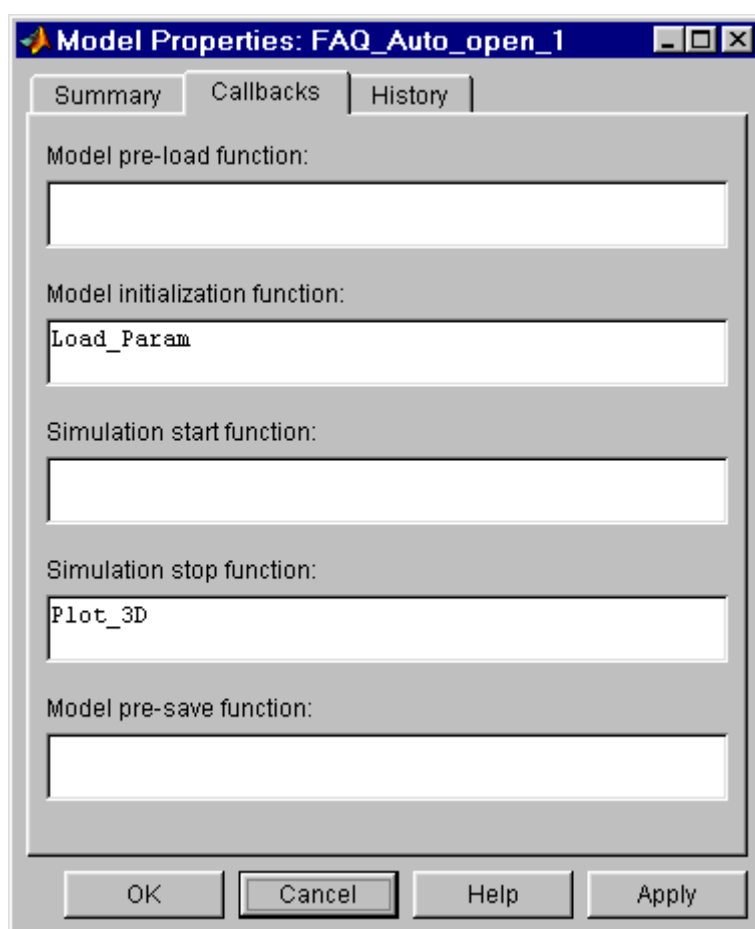 Model Properties: FAQ_Auto_open_1
Summary Callbacks History
Model pre-load function:
Model initialization function:
Load_Param
Simulation start function:
Simulation stop function:
Plot_3D
Model pre-save function:
OK Cancel Help Apply